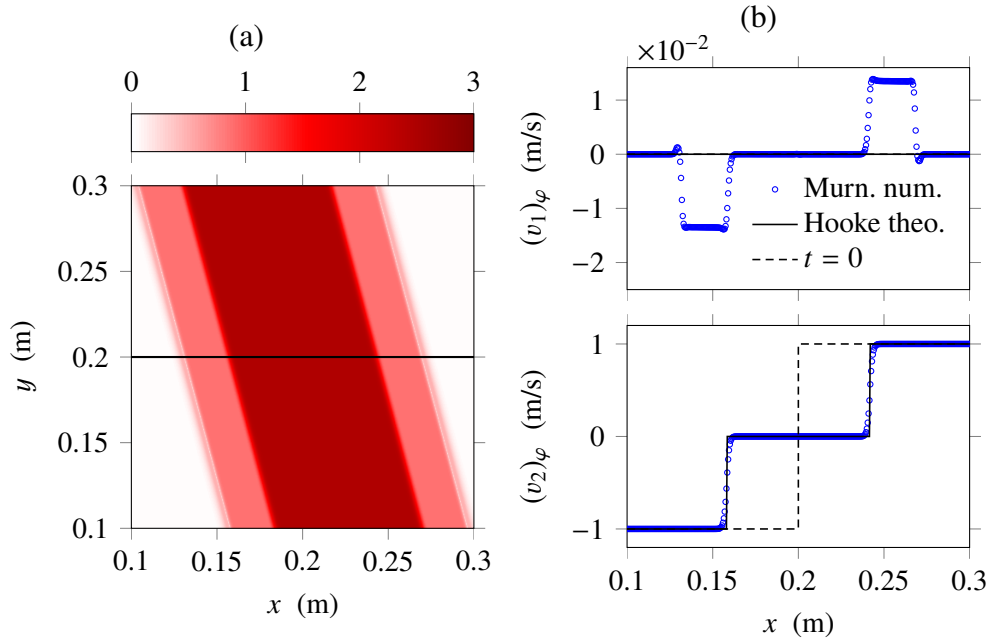 (a)
0 1 2 3
0.3
0.25
0.2
0.15
0.1
y (m)
0.1 0.15 0.2 0.25 0.3
x (m)
(b)
×10⁻²
1
0
−1
−2
(v₁)φ (m/s)
Murn. num.
Hooke theo.
t = 0
1
0
−1
(v₂)φ (m/s)
0.1 0.15 0.2 0.25 0.3
x (m)